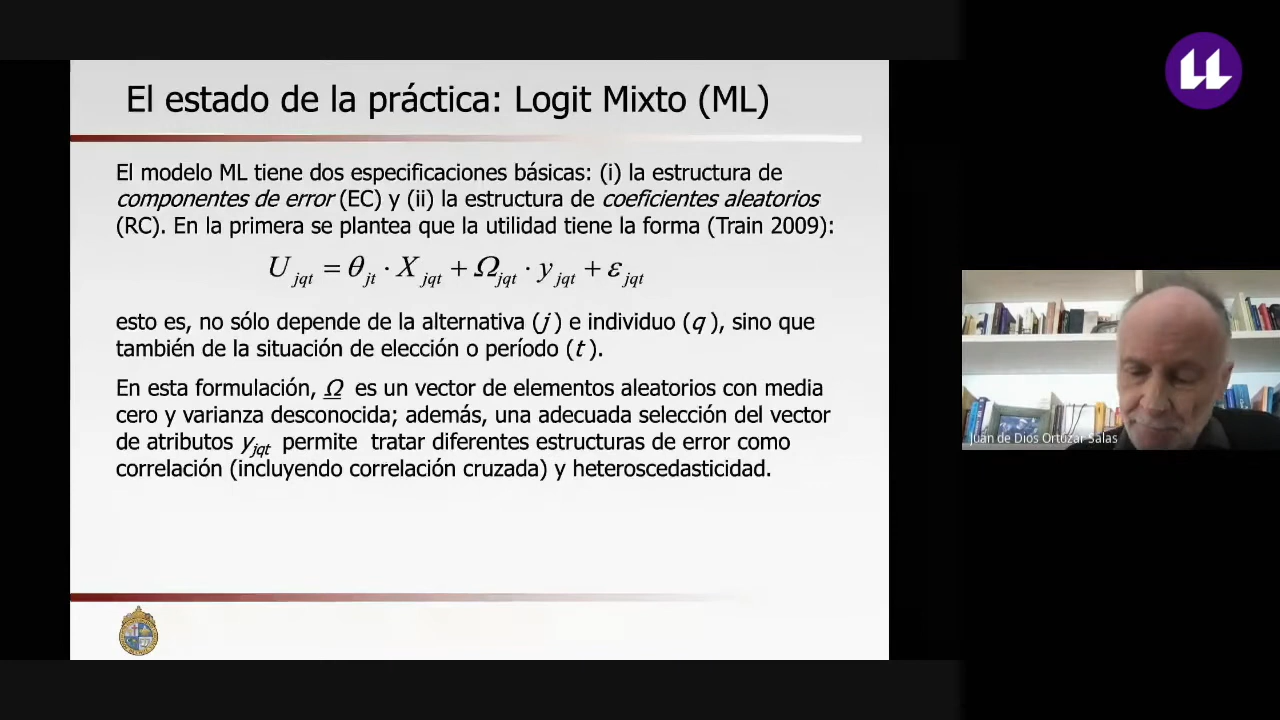 El estado de la práctica: Logit Mixto (ML)
El modelo ML tiene dos especificaciones básicas: (i) la estructura de
componentes de error (EC) y (ii) la estructura de coeficientes aleatorios
(RC). En la primera se plantea que la utilidad tiene la forma (Train 2009):
U_jqt = θ_jt · X_jqt + Ω_jqt · y_jqt + ε_jqt
esto es, no sólo depende de la alternativa (j ) e individuo (q ), sino que
también de la situación de elección o período (t ).
En esta formulación, Ω es un vector de elementos aleatorios con media
cero y varianza desconocida; además, una adecuada selección del vector
de atributos y_jqt permite tratar diferentes estructuras de error como
correlación (incluyendo correlación cruzada) y heteroscedasticidad.
Juan de Dios Ortúzar Salas